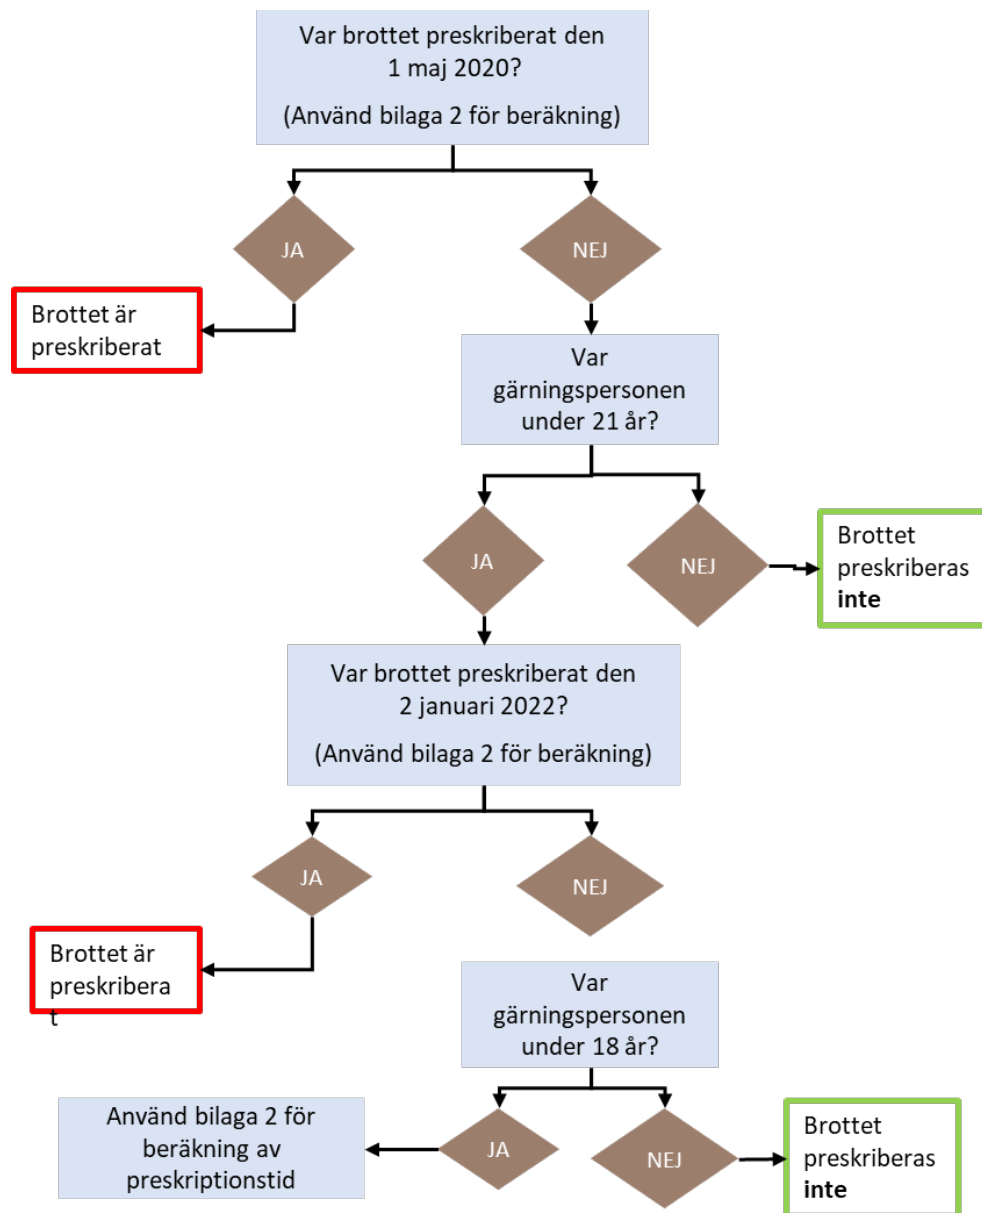 Var brottet preskriberat den
1 maj 2020?
(Använd bilaga 2 för beräkning)
JA
NEJ
Brottet är
preskriberat
Var
gärningspersonen
under 21 år?
JA
NEJ
Brottet
preskriberas
inte
Var brottet preskriberat den
2 januari 2022?
(Använd bilaga 2 för beräkning)
JA
NEJ
Brottet är
preskribera
t
Var
gärningspersonen
under 18 år?
Använd bilaga 2 för
beräkning av
preskriptionstid
JA
NEJ
Brottet
preskriberas
inte